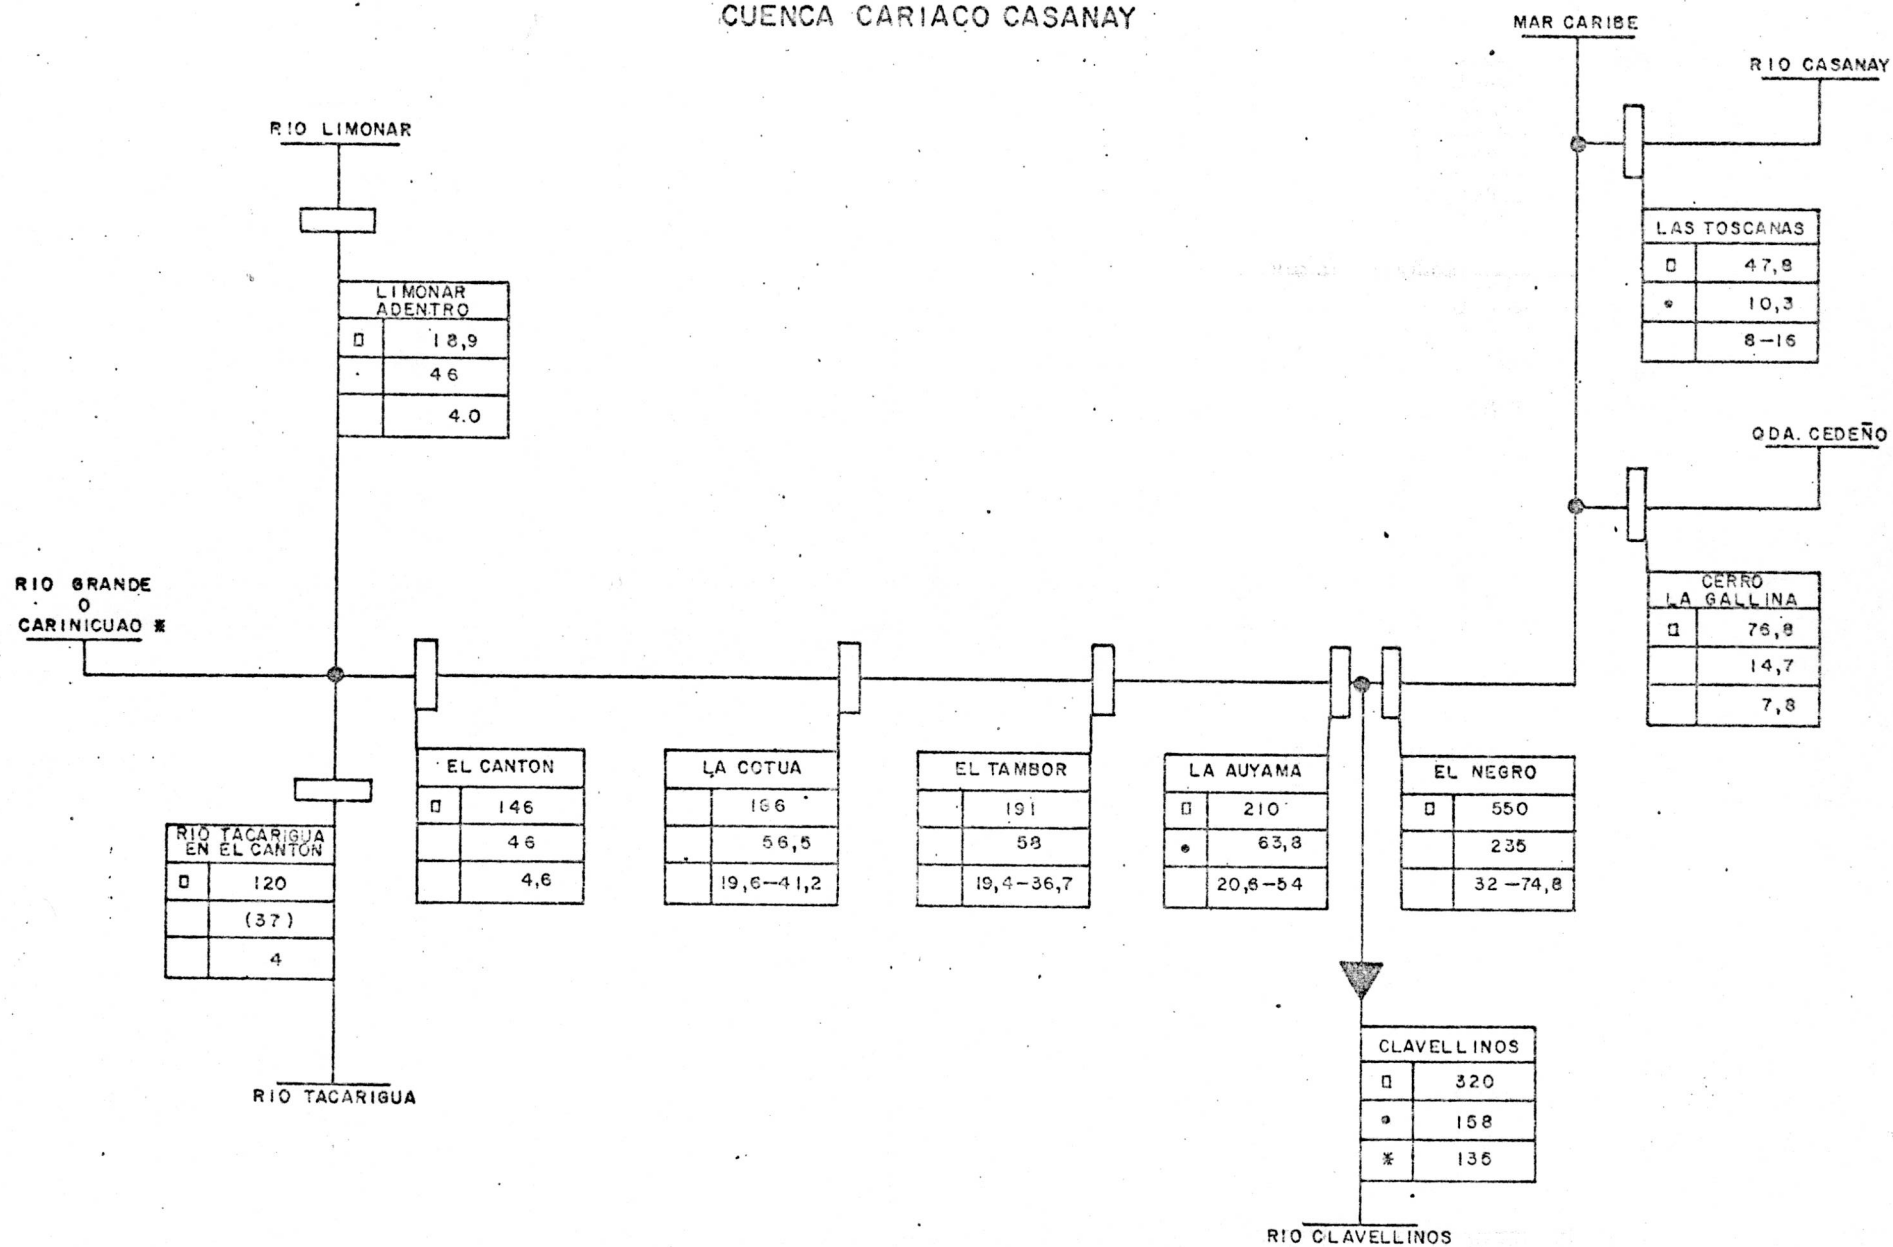 CUENCA CARIACO CASANAY
MAR CARIBE
RIO CASANAY
RIO LIMONAR
LAS TOSCANAS
47,8
10,3
8-16
LIMONAR
ADENTRO
18,9
46
4.0
QDA. CEDEÑO
RIO GRANDE
O
CARINICUAO *
CERRO
LA GALLINA
76,8
14,7
7,8
EL CANTON
146
46
4,6
LA COTUA
186
56,5
19,6-41,2
EL TAMBOR
191
58
19,4-36,7
LA AUYAMA
210
63,8
20,6-54
EL NEGRO
550
235
32-74,8
RIO TACARIGUA
EN EL CANTON
120
(37)
4
CLAVELLINOS
320
158
* 135
RIO TACARIGUA
RIO CLAVELLINOS